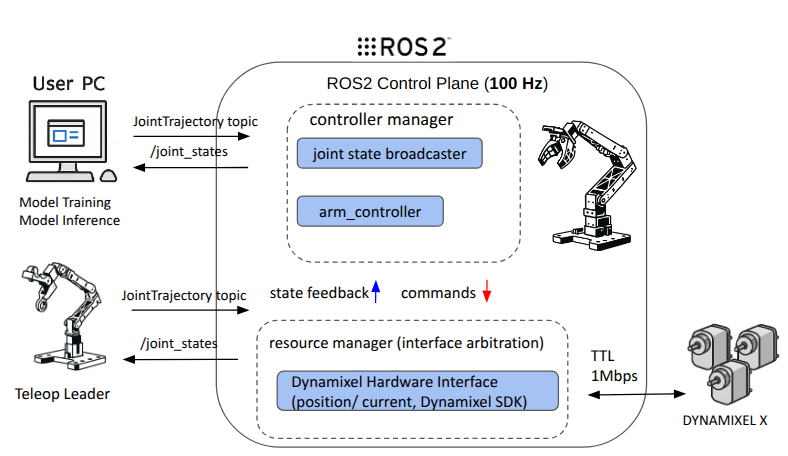 ROS 2
User PC
ROS2 Control Plane (100 Hz)
JointTrajectory topic
controller manager
/joint_states
joint state broadcaster
Model Training
Model Inference
arm_controller
JointTrajectory topic
state feedback
commands
/joint_states
resource manager (interface arbitration)
TTL
1Mbps
Dynamixel Hardware Interface
(position/ current, Dynamixel SDK)
Teleop Leader
DYNAMIXEL X